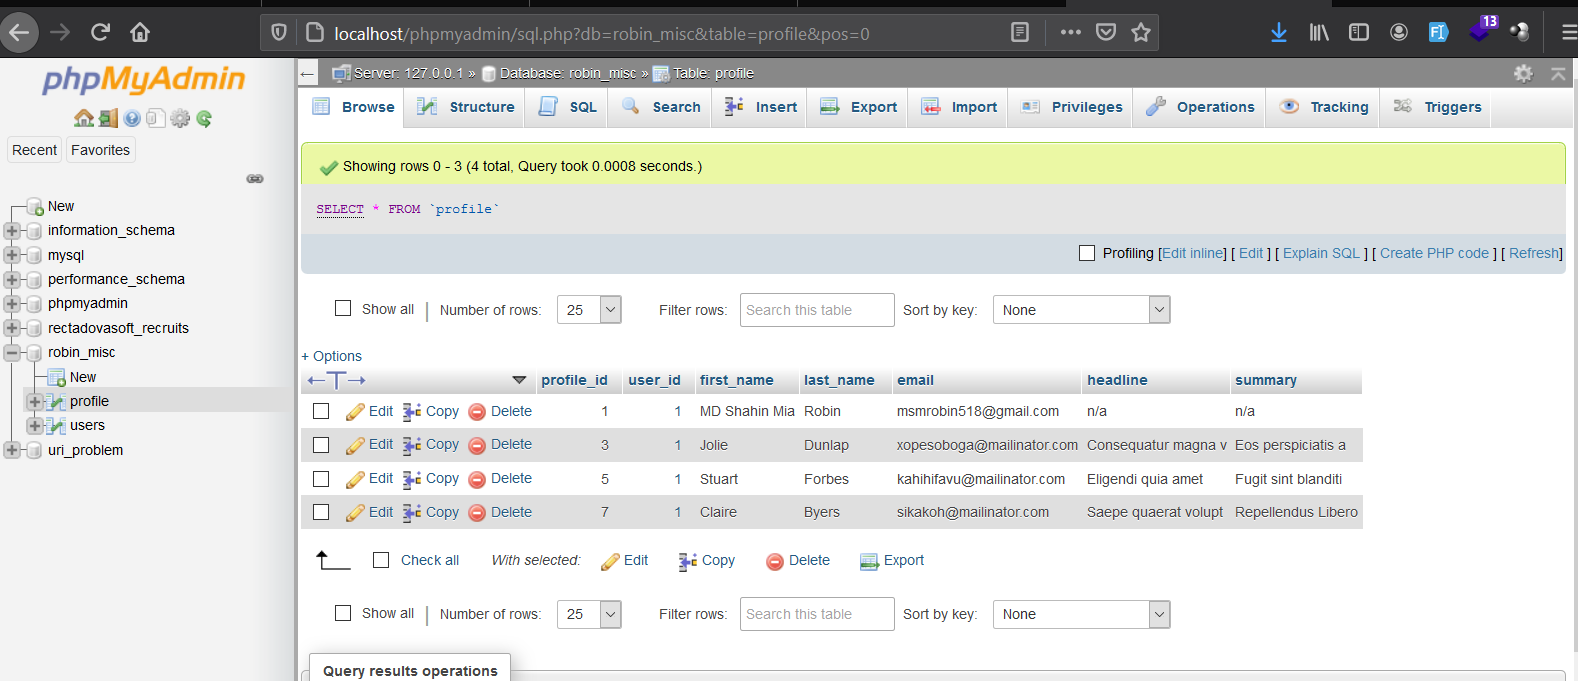 localhost/phpmyadmin/sql.php?db=robin_misc&table=profile&pos=0
13
phpMyAdmin
Recent Favorites
New
information_schema
mysql
performance_schema
phpmyadmin
rectadovasoft_recruits
robin_misc
New
profile
users
uri_problem
Server: 127.0.0.1 » Database: robin_misc » Table: profile
Browse Structure SQL Search Insert Export Import Privileges Operations Tracking Triggers
Showing rows 0 - 3 (4 total, Query took 0.0008 seconds.)
SELECT * FROM `profile`
Profiling [Edit inline] [ Edit ] [ Explain SQL ] [ Create PHP code ] [ Refresh]
Show all | Number of rows: 25 Filter rows: Search this table Sort by key: None
+ Options
←T→ profile_id user_id first_name last_name email headline summary
Edit Copy Delete 1 1 MD Shahin Mia Robin msmrobin518@gmail.com n/a n/a
Edit Copy Delete 3 1 Jolie Dunlap xopesoboga@mailinator.com Consequatur magna v Eos perspiciatis a
Edit Copy Delete 5 1 Stuart Forbes kahihifavu@mailinator.com Eligendi quia amet Fugit sint blanditi
Edit Copy Delete 7 1 Claire Byers sikakoh@mailinator.com Saepe quaerat volupt Repellendus Libero
Check all With selected: Edit Copy Delete Export
Show all | Number of rows: 25 Filter rows: Search this table Sort by key: None
Query results operations